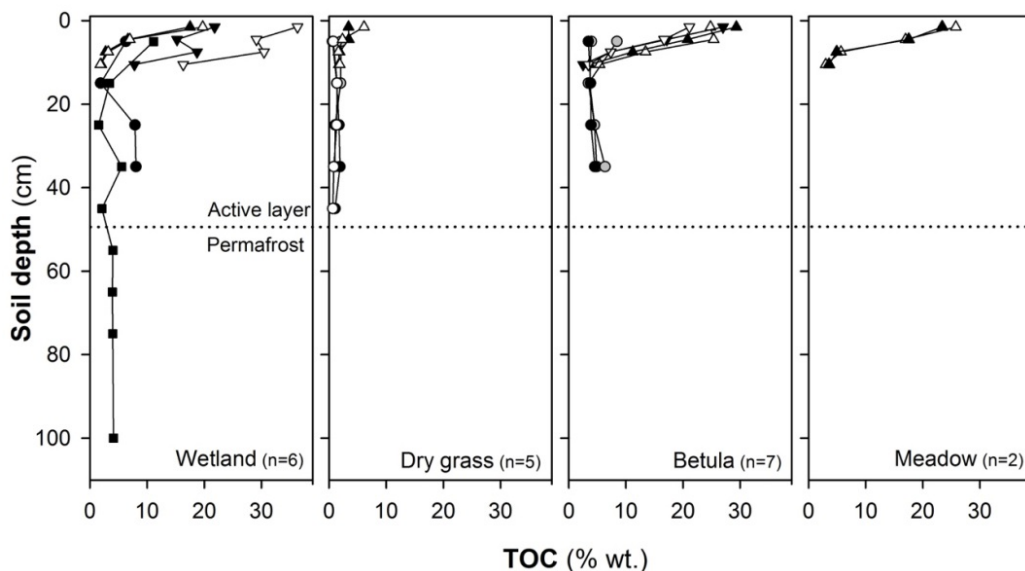 0
20
40
60
80
100
Soil depth (cm)
Active layer
Permafrost
Wetland (n=6)
Dry grass (n=5)
Betula (n=7)
Meadow (n=2)
0 10 20 30
0 10 20 30
0 10 20 30
0 10 20 30
TOC (% wt.)